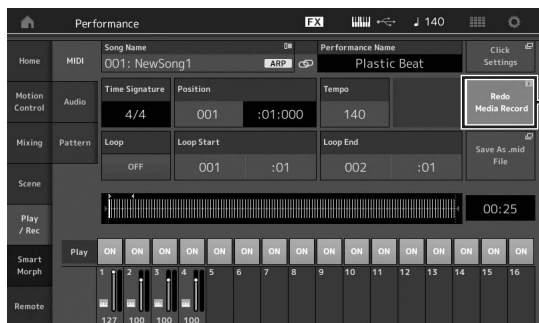 Performance FX 140
Home MIDI Song Name Performance Name Click Settings
001: NewSong1 ARP Plastic Beat
Motion Control Audio Time Signature Position Tempo Redo Media Record
4/4 001 :01:000 140
Mixing Pattern Loop Loop Start Loop End Save As .mid File
OFF 001 :01 002 :01
Scene
Play / Rec 00:25
Play ON ON ON ON ON ON ON ON ON ON ON ON ON ON ON ON
Smart Morph 1 2 3 4 5 6 7 8 9 10 11 12 13 14 15 16
Remote
127 100 100 100